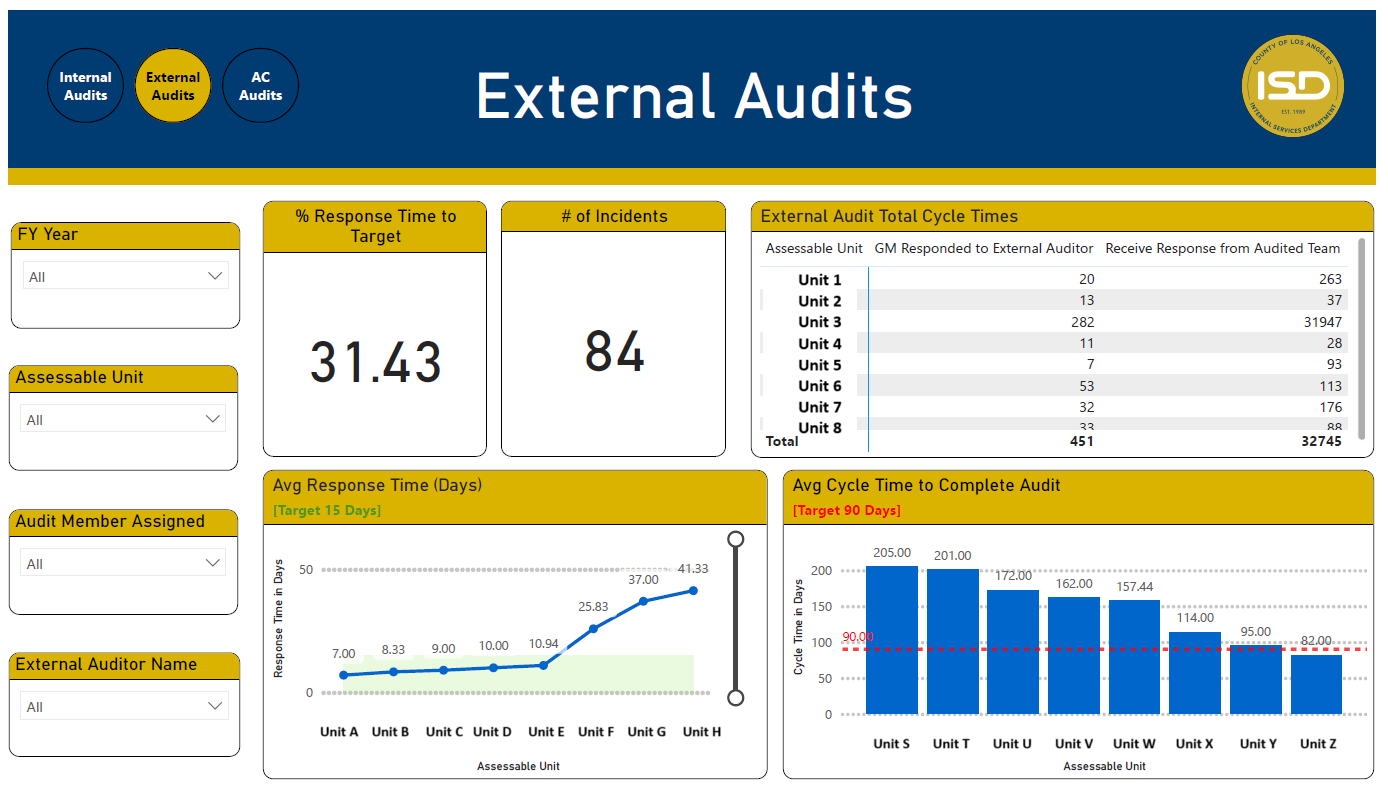 Internal
Audits
External
Audits
AC
Audits
External Audits
COUNTY OF LOS ANGELES
ISD
EST. 1989
INTERNAL SERVICES DEPARTMENT
FY Year
All
Assessable Unit
All
Audit Member Assigned
All
External Auditor Name
All
% Response Time to
Target
31.43
# of Incidents
84
External Audit Total Cycle Times
Assessable Unit GM Responded to External Auditor Receive Response from Audited Team
Unit 1 20 263
Unit 2 13 37
Unit 3 282 31947
Unit 4 11 28
Unit 5 7 93
Unit 6 53 113
Unit 7 32 176
Unit 8 33 88
Total 451 32745
Avg Response Time (Days)
[Target 15 Days]
Response Time in Days
50
0
7.00 8.33 9.00 10.00 10.94 25.83 37.00 41.33
Unit A Unit B Unit C Unit D Unit E Unit F Unit G Unit H
Assessable Unit
Avg Cycle Time to Complete Audit
[Target 90 Days]
Cycle Time in Days
200
150
100
50
0
90.00
205.00 201.00 172.00 162.00 157.44 114.00 95.00 82.00
Unit S Unit T Unit U Unit V Unit W Unit X Unit Y Unit Z
Assessable Unit